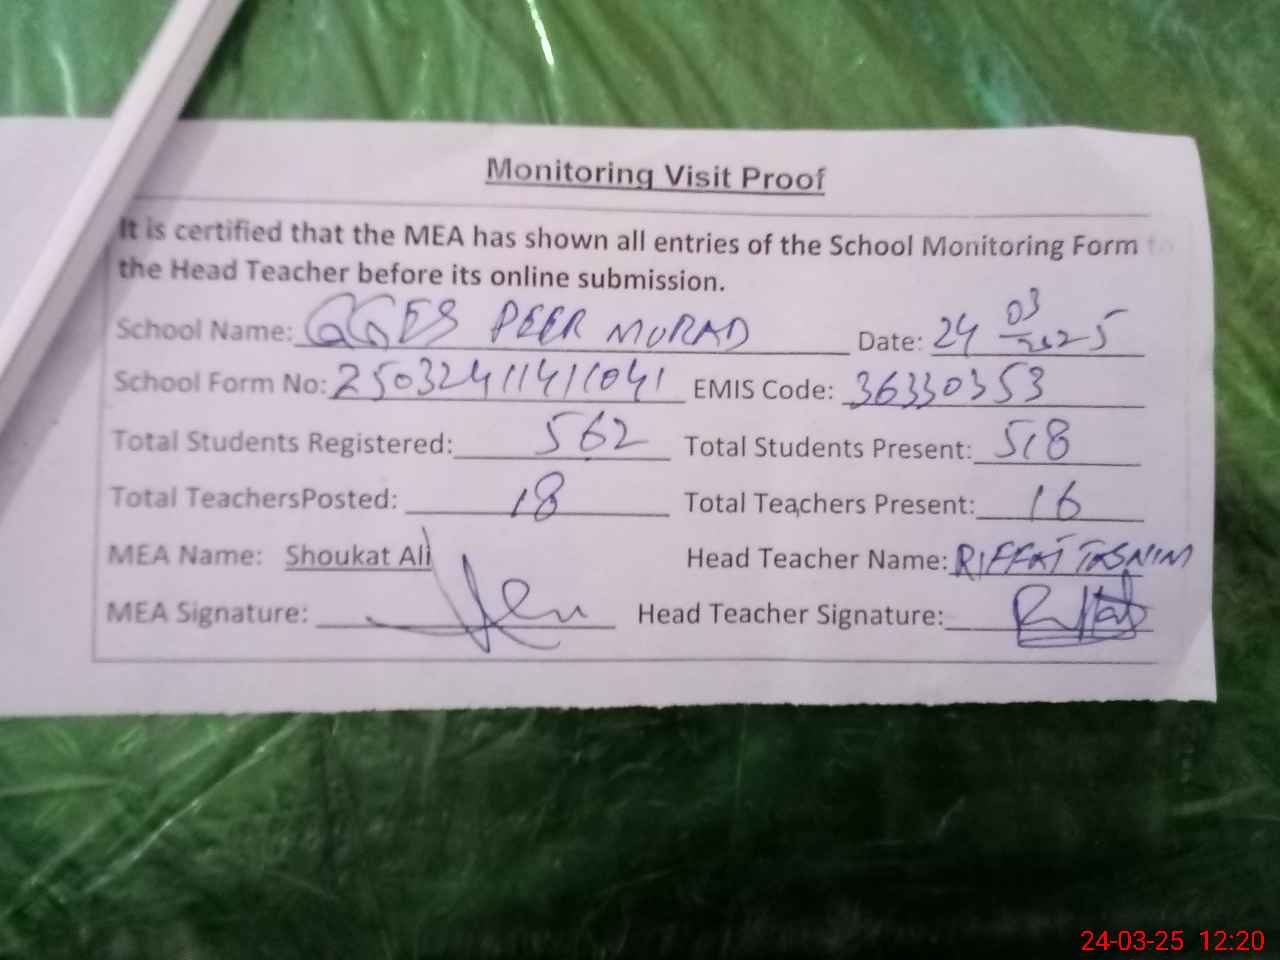 Monitoring Visit Proof
It is certified that the MEA has shown all entries of the School Monitoring Form to
the Head Teacher before its online submission.
School Name: GGES PEER MURAD Date: 24 03 2025
School Form No: 25032411411041 EMIS Code: 36330353
Total Students Registered: 562 Total Students Present: 518
Total TeachersPosted: 18 Total Teachers Present: 16
MEA Name: Shoukat Ali Head Teacher Name: RIFFAT TASNIM
MEA Signature: Head Teacher Signature:
24-03-25 12:20